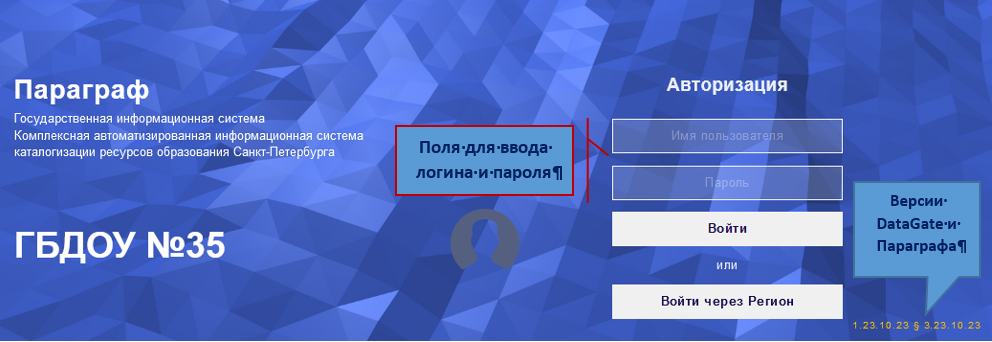 Параграф
Государственная информационная система
Комплексная автоматизированная информационная система
каталогизации ресурсов образования Санкт-Петербурга
ГБДОУ №35
Поля·для·ввода·
логина·и·пароля¶
Авторизация
Имя пользователя
Пароль
Войти
или
Войти через Регион
Версии·
DataGate·и·
Параграфа¶
1.23.10.23 § 3.23.10.23